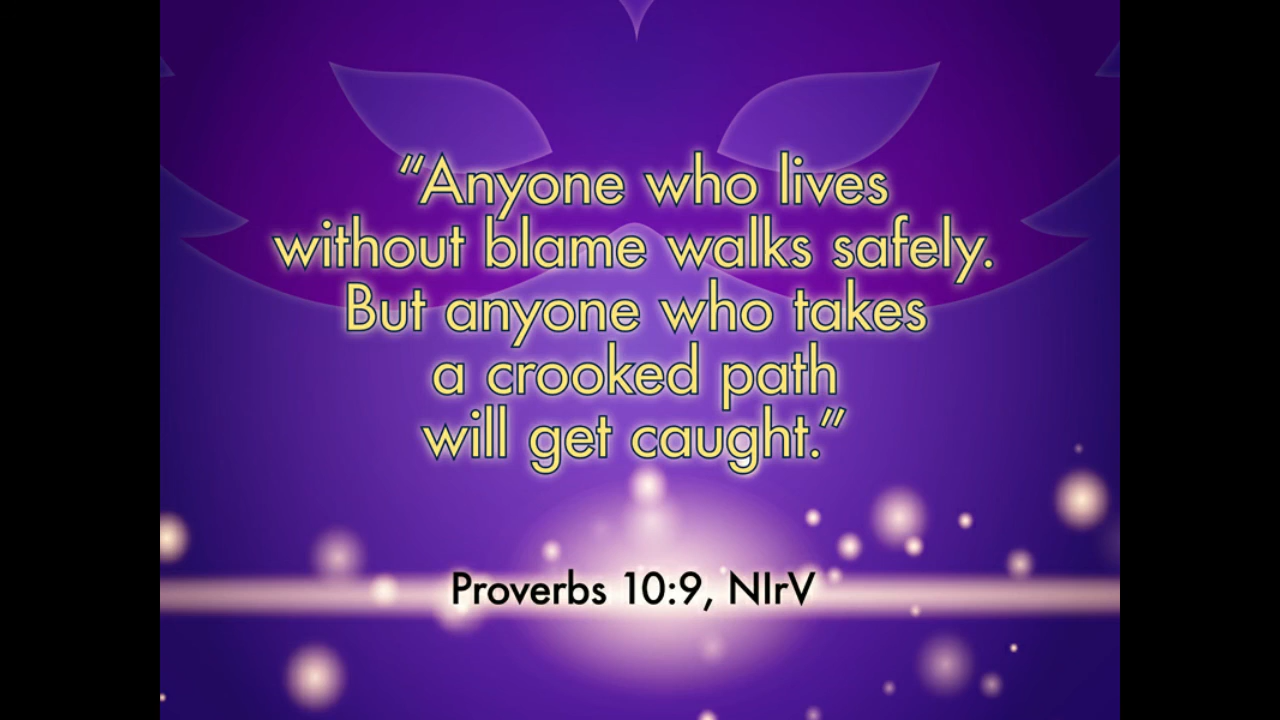 “Anyone who lives
without blame walks safely.
But anyone who takes
a crooked path
will get caught.”
Proverbs 10:9, NIrV